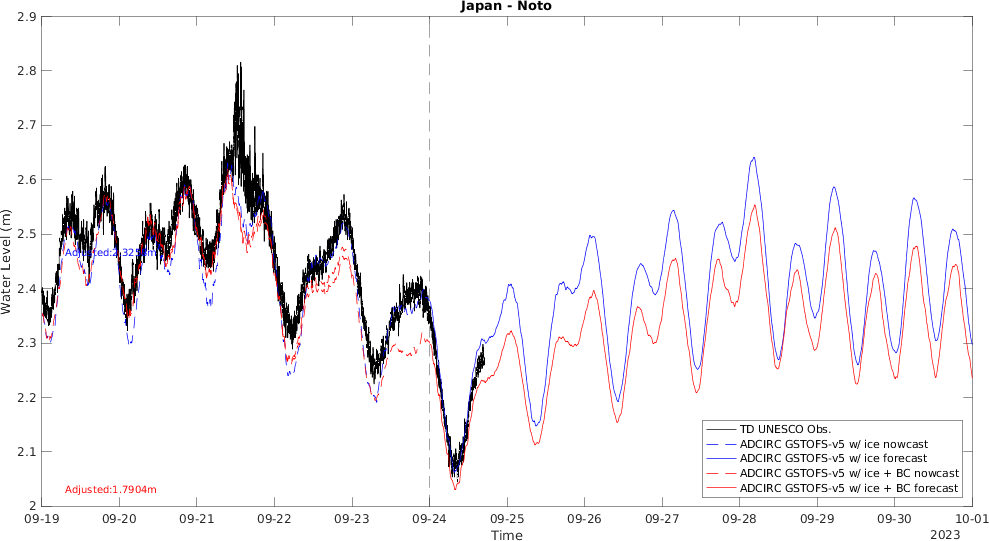 Japan - Noto
2.9
2.8
2.7
2.6
2.5
2.4
2.3
2.2
2.1
2
Water Level (m)
Adjusted:1.7904m
TD UNESCO Obs.
ADCIRC GSTOFS-v5 w/ ice nowcast
ADCIRC GSTOFS-v5 w/ ice forecast
ADCIRC GSTOFS-v5 w/ ice + BC nowcast
ADCIRC GSTOFS-v5 w/ ice + BC forecast
09-19 09-20 09-21 09-22 09-23 09-24 09-25 09-26 09-27 09-28 09-29 09-30 10-01
Time
2023